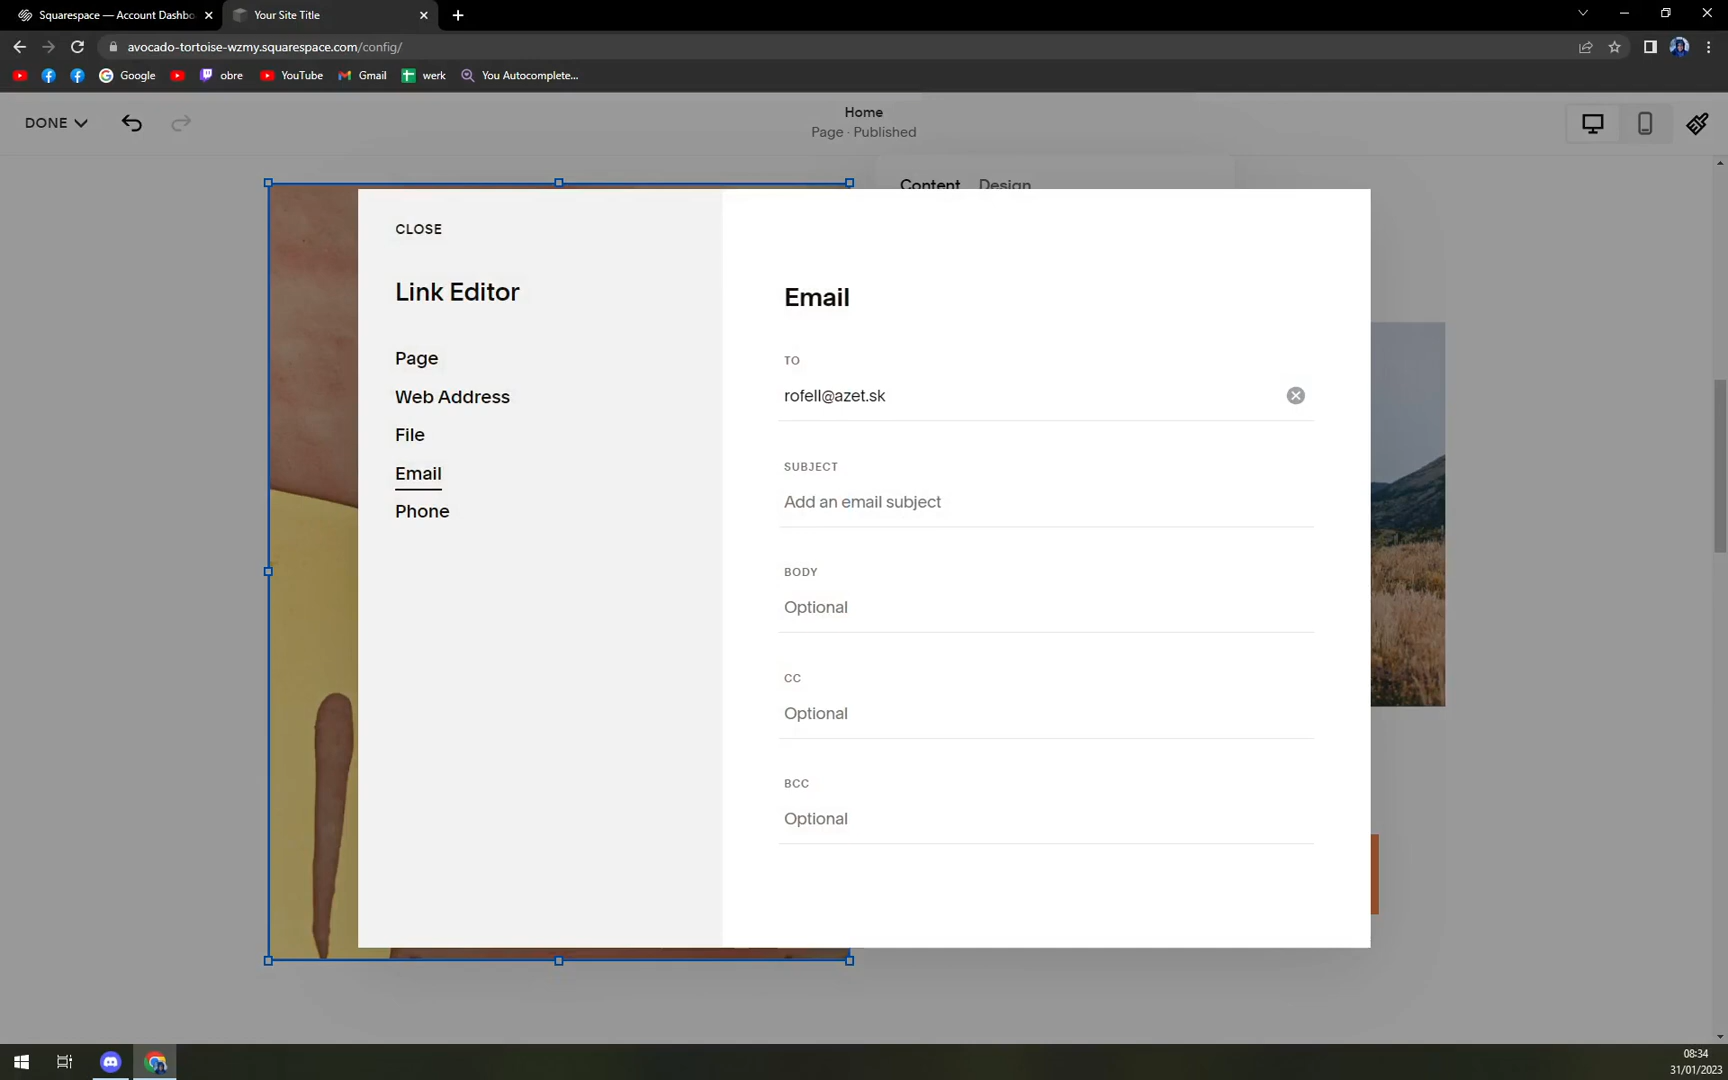 Squarespace — Account Dashbo
Your Site Title
avocado-tortoise-wzmy.squarespace.com/config/
Google
obre
YouTube
Gmail
werk
You Autocomplete...
DONE
Home
Page · Published
Content
Design
CLOSE
Link Editor
Page
Web Address
File
Email
Phone
Email
TO
rofell@azet.sk
SUBJECT
Add an email subject
BODY
Optional
CC
Optional
BCC
Optional
08:34
31/01/2023